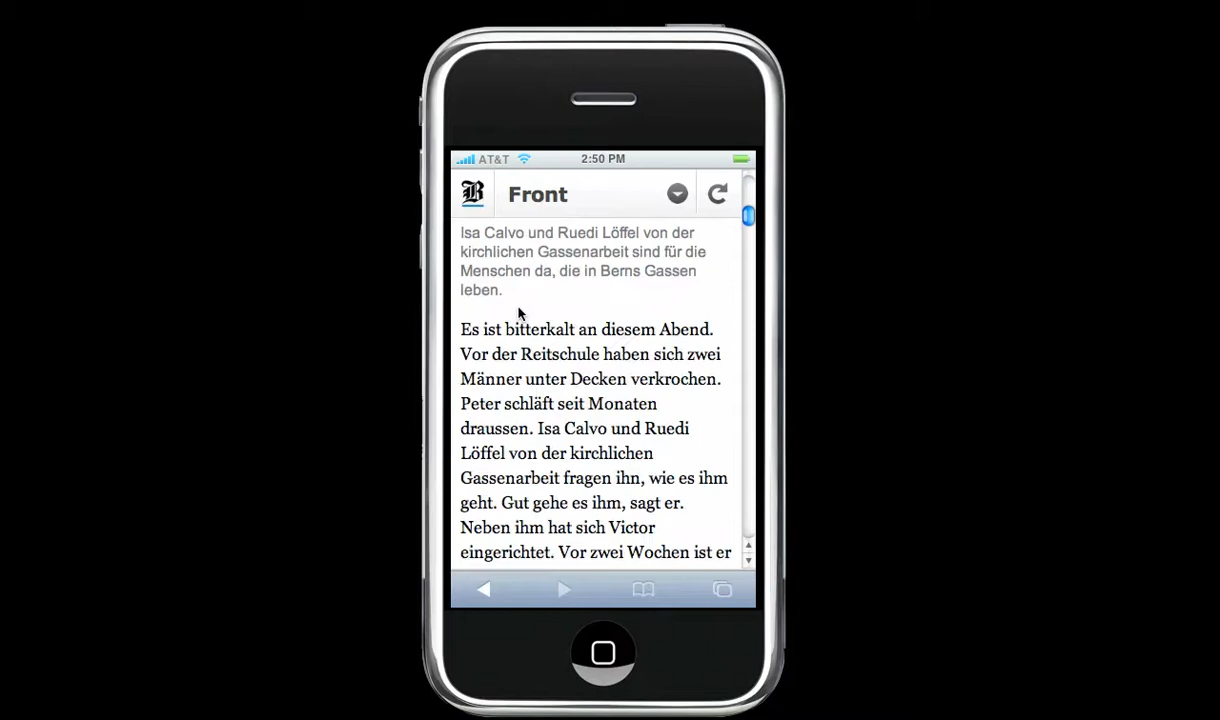 AT&T 2:50 PM
B Front
Isa Calvo und Ruedi Löffel von der
kirchlichen Gassenarbeit sind für die
Menschen da, die in Berns Gassen
leben.
Es ist bitterkalt an diesem Abend.
Vor der Reitschule haben sich zwei
Männer unter Decken verkrochen.
Peter schläft seit Monaten
draussen. Isa Calvo und Ruedi
Löffel von der kirchlichen
Gassenarbeit fragen ihn, wie es ihm
geht. Gut gehe es ihm, sagt er.
Neben ihm hat sich Victor
eingerichtet. Vor zwei Wochen ist er